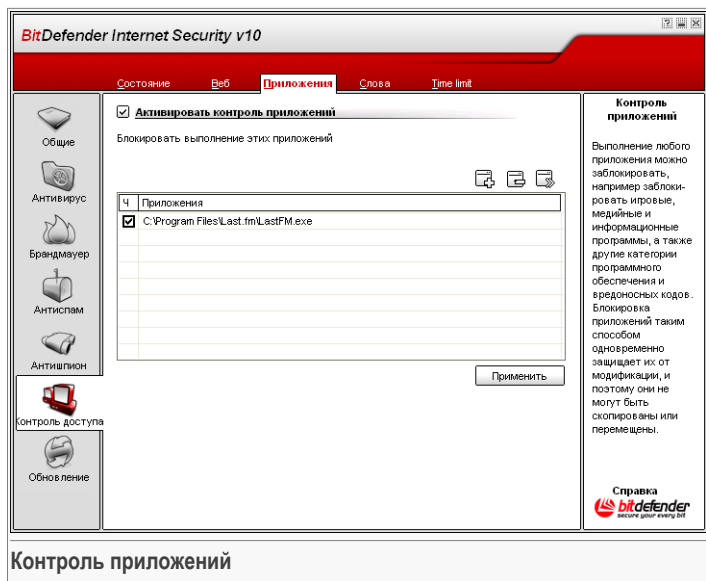 BitDefender Internet Security v10
Состояние Веб Приложения Слова Time limit
Общие
Антивирус
Брандмауер
Антиспам
Антишпион
Контроль доступа
Обновление
Активировать контроль приложений
Блокировать выполнение этих приложений
Ч Приложения
C:\Program Files\Last.fm\LastFM.exe
Применить
Контроль
приложений
Выполнение любого
приложения можно
заблокировать,
например заблоки-
ровать игровые,
медийные и
информационные
программы, а также
другие категории
программного
обеспечения и
вредоносных кодов.
Блокировка
приложений таким
способом
одновременно
защищает их от
модификации, и
поэтому они не
могут быть
скопированы или
перемещены.
Справка
bitdefender
secure your every bit
Контроль приложений